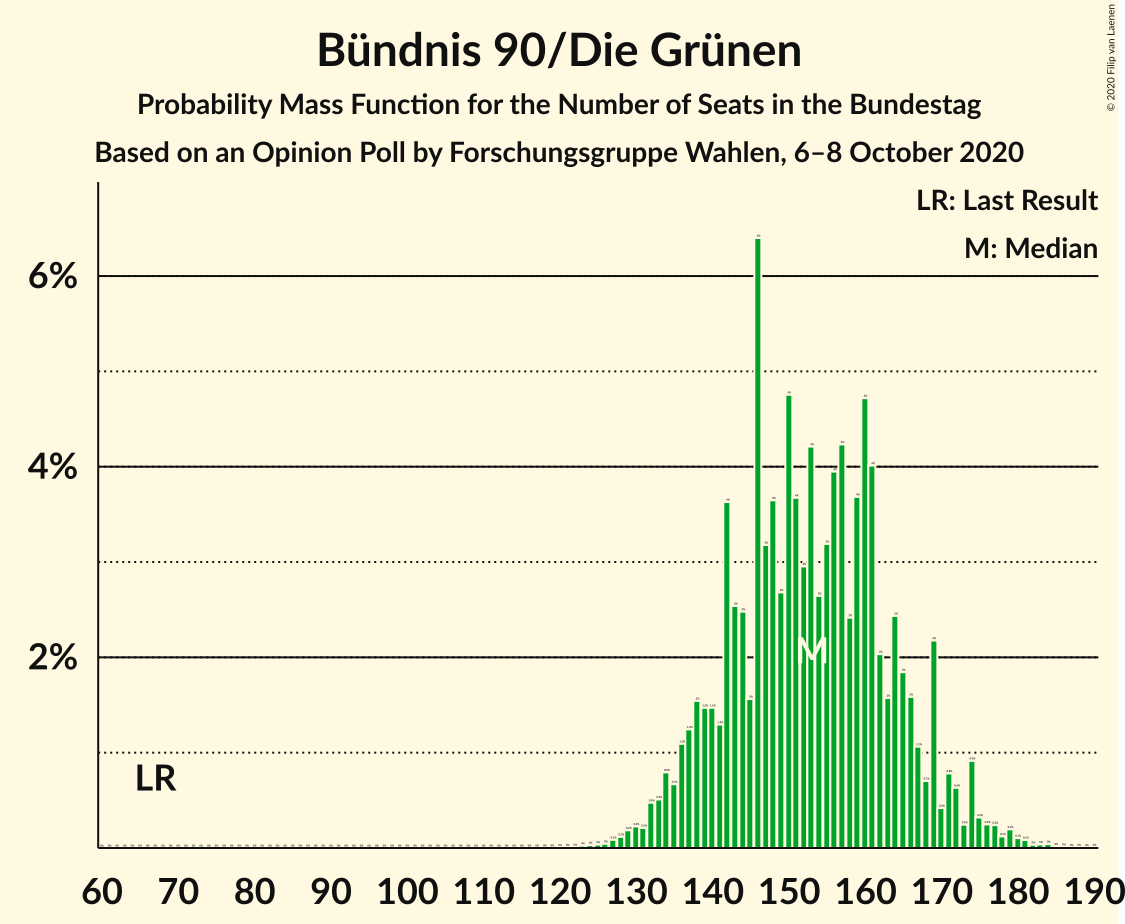 Bündnis 90/Die Grünen
Probability Mass Function for the Number of Seats in the Bundestag
Based on an Opinion Poll by Forschungsgruppe Wahlen, 6–8 October 2020
© 2020 Filip van Laenen
LR: Last Result
M: Median
6%
4%
2%
LR
M
60 70 80 90 100 110 120 130 140 150 160 170 180 190